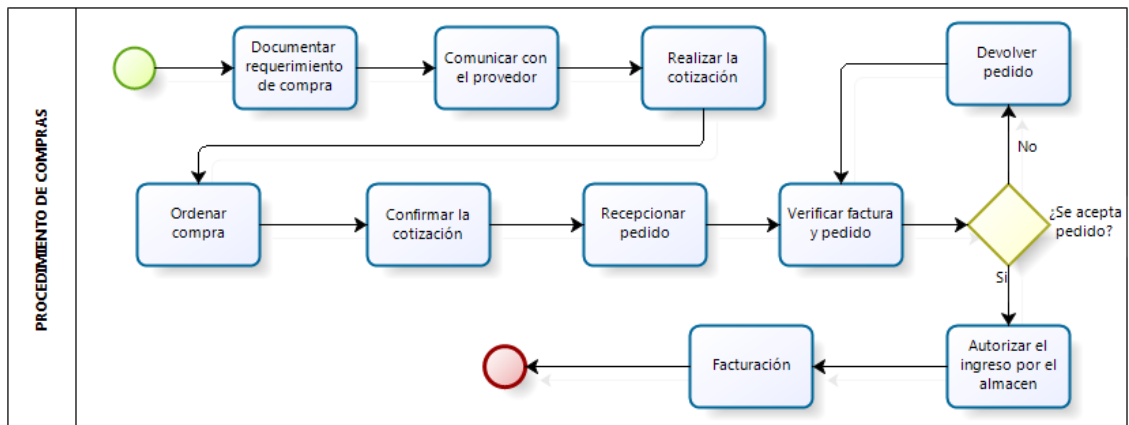 PROCEDIMIENTO DE COMPRAS
Documentar
requerimiento
de compra
Comunicar con
el provedor
Realizar la
cotización
Devolver
pedido
No
Ordenar
compra
Confirmar la
cotización
Recepcionar
pedido
Verificar factura
y pedido
¿Se acepta
pedido?
Si
Facturación
Autorizar el
ingreso por el
almacen